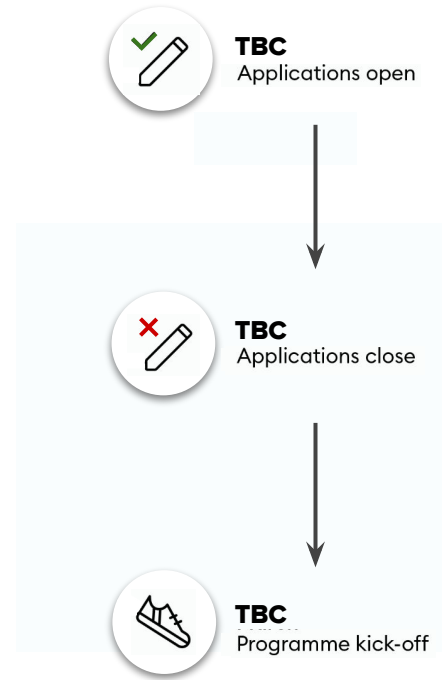 TBC
Applications open
TBC
Applications close
TBC
Programme kick-off